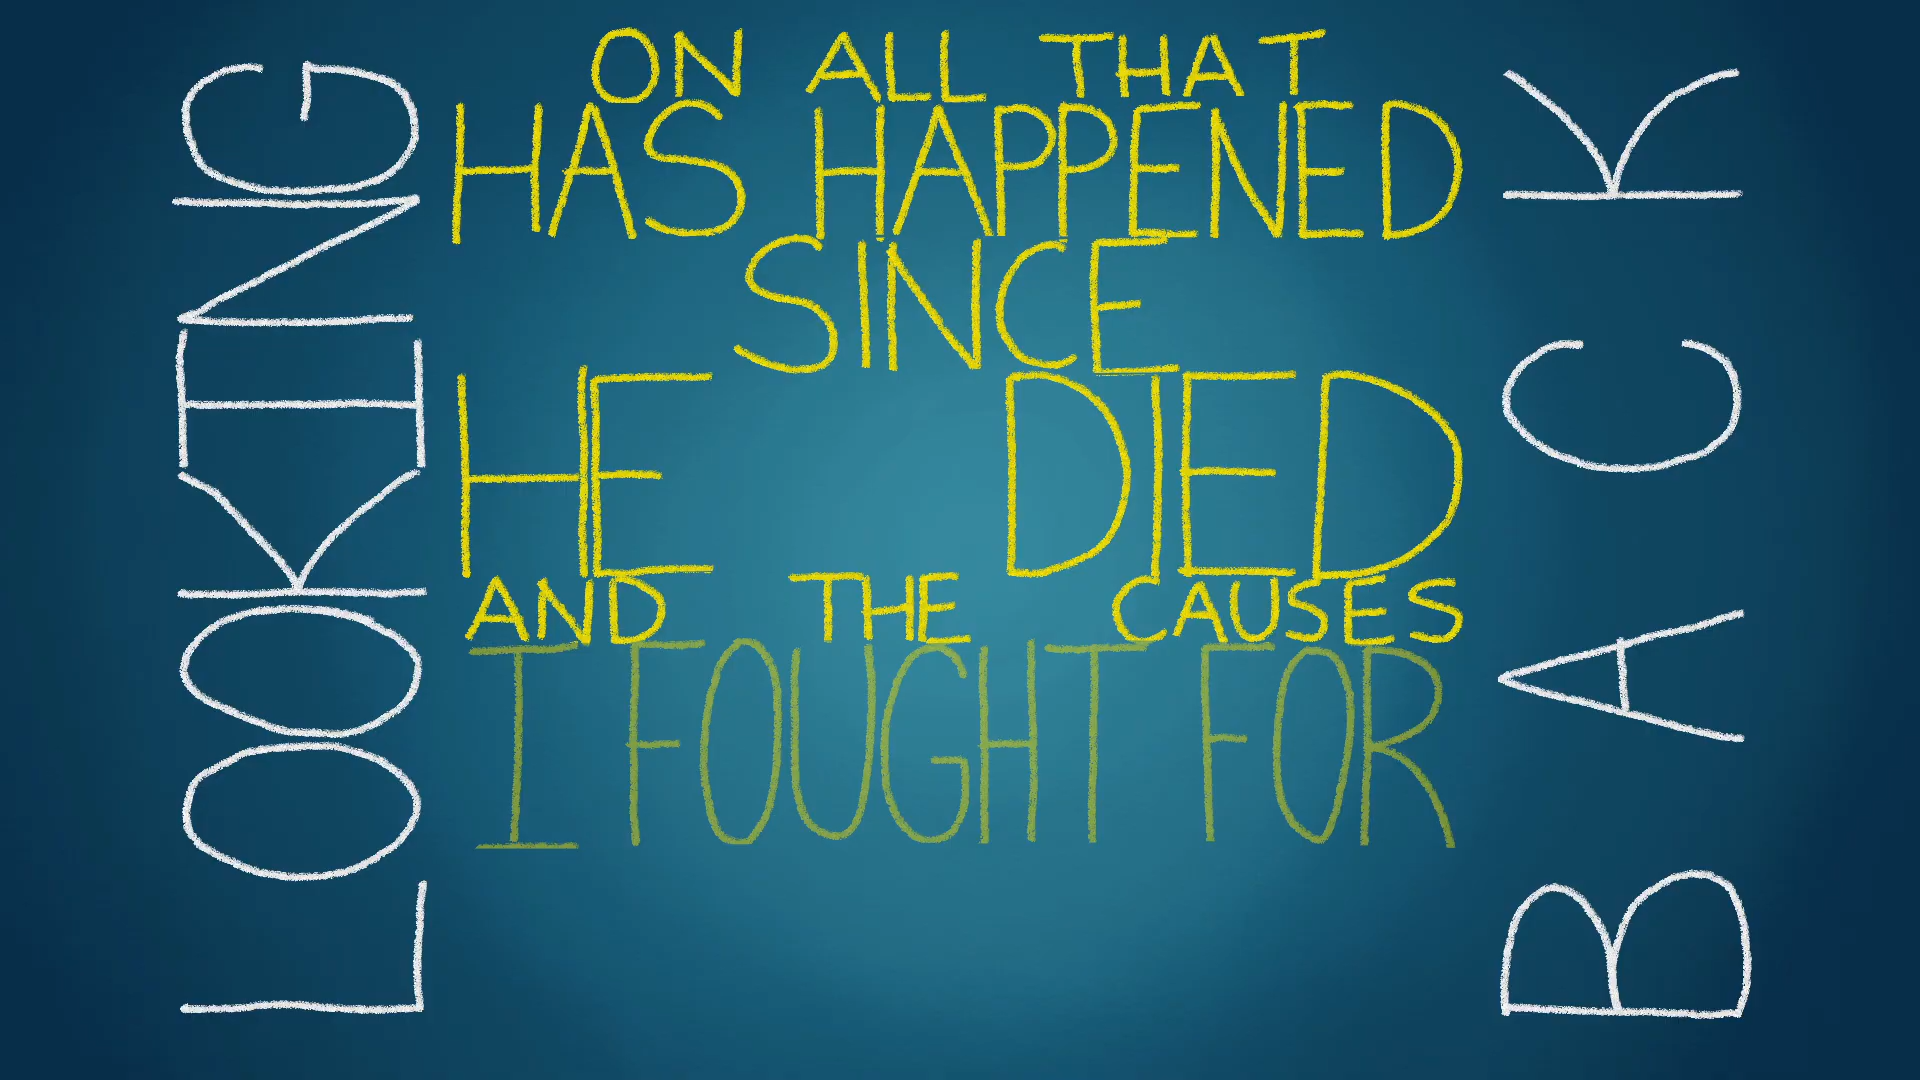 LOOKING
BACK
ON ALL THAT
HAS HAPPENED
SINCE
HE DIED
AND THE CAUSES
I FOUGHT FOR